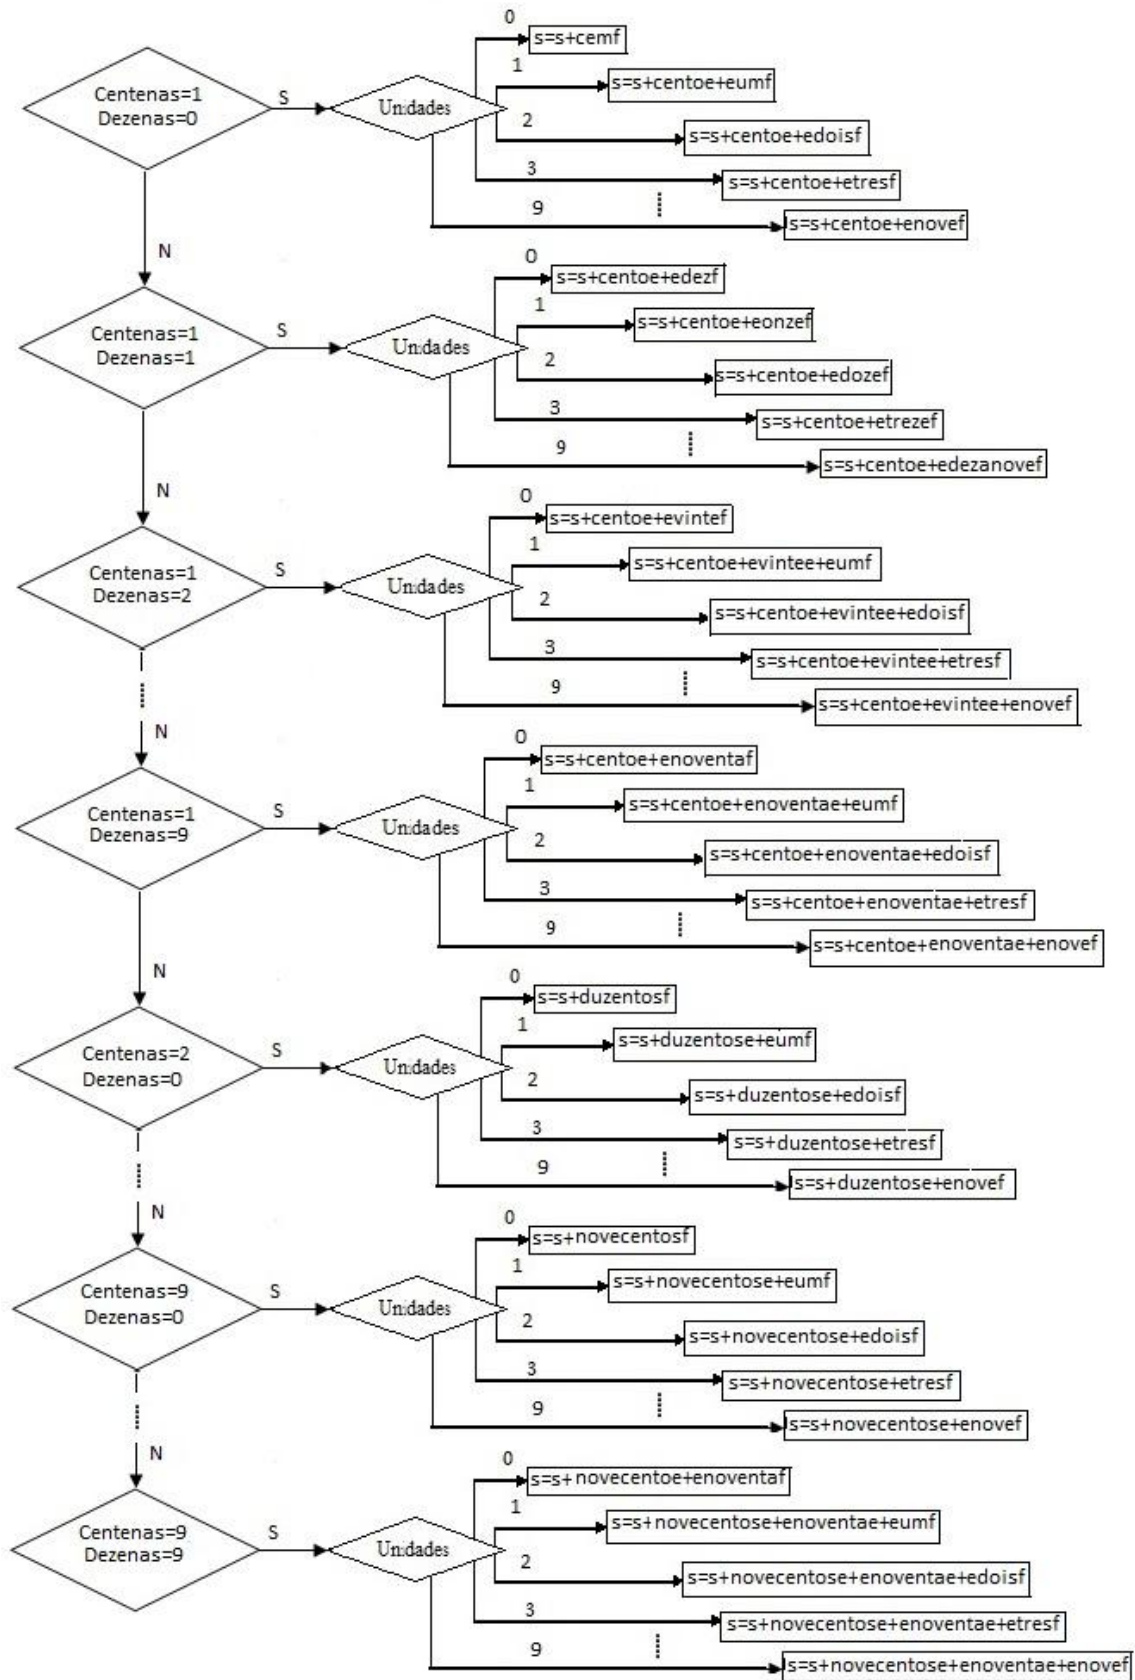 0
s=s+cemf
Centenas=1
Dezenas=0
S
Unidades
1
s=s+centoe+eumf
2
s=s+centoe+edoisf
3
s=s+centoe+etresf
9
s=s+centoe+enovef
N
0
s=s+centoe+edezf
Centenas=1
Dezenas=1
S
Unidades
1
s=s+centoe+eonzef
2
s=s+centoe+edozef
3
s=s+centoe+etrezef
9
s=s+centoe+edezanovef
N
0
s=s+centoe+evintef
Centenas=1
Dezenas=2
S
Unidades
1
s=s+centoe+evintee+eumf
2
s=s+centoe+evintee+edoisf
3
s=s+centoe+evintee+etresf
9
s=s+centoe+evintee+enovef
N
0
s=s+centoe+enoventaf
Centenas=1
Dezenas=9
S
Unidades
1
s=s+centoe+enoventae+eumf
2
s=s+centoe+enoventae+edoisf
3
s=s+centoe+enoventae+etresf
9
s=s+centoe+enoventae+enovef
N
0
s=s+duzentosf
Centenas=2
Dezenas=0
S
Unidades
1
s=s+duzentose+eumf
2
s=s+duzentose+edoisf
3
s=s+duzentose+etresf
9
s=s+duzentose+enovef
N
0
s=s+novecentosf
Centenas=9
Dezenas=0
S
Unidades
1
s=s+novecentose+eumf
2
s=s+novecentose+edoisf
3
s=s+novecentose+etresf
9
s=s+novecentose+enovef
N
0
s=s+novecentoe+enoventaf
Centenas=9
Dezenas=9
S
Unidades
1
s=s+novecentose+enoventae+eumf
2
s=s+novecentose+enoventae+edoisf
3
s=s+novecentose+enoventae+etresf
9
s=s+novecentose+enoventae+enovef